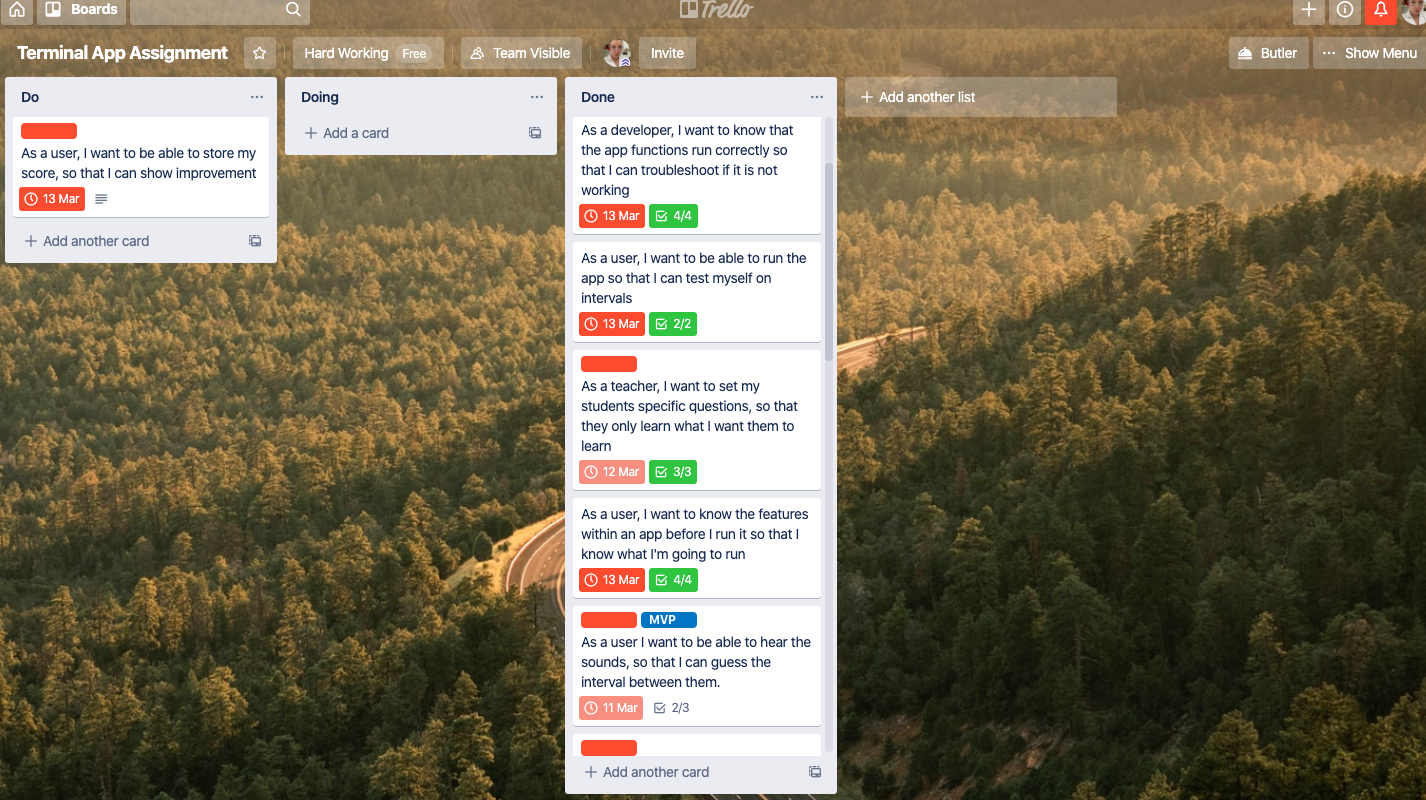 Boards
Trello
Terminal App Assignment
Hard Working Free
Team Visible
Invite
Butler
··· Show Menu
Do
As a user, I want to be able to store my
score, so that I can show improvement
13 Mar
+ Add another card
Doing
+ Add a card
Done
As a developer, I want to know that
the app functions run correctly so
that I can troubleshoot if it is not
working
13 Mar 4/4
As a user, I want to be able to run the
app so that I can test myself on
intervals
13 Mar 2/2
As a teacher, I want to set my
students specific questions, so that
they only learn what I want them to
learn
12 Mar 3/3
As a user, I want to know the features
within an app before I run it so that I
know what I'm going to run
13 Mar 4/4
MVP
As a user I want to be able to hear the
sounds, so that I can guess the
interval between them.
11 Mar 2/3
+ Add another card
+ Add another list